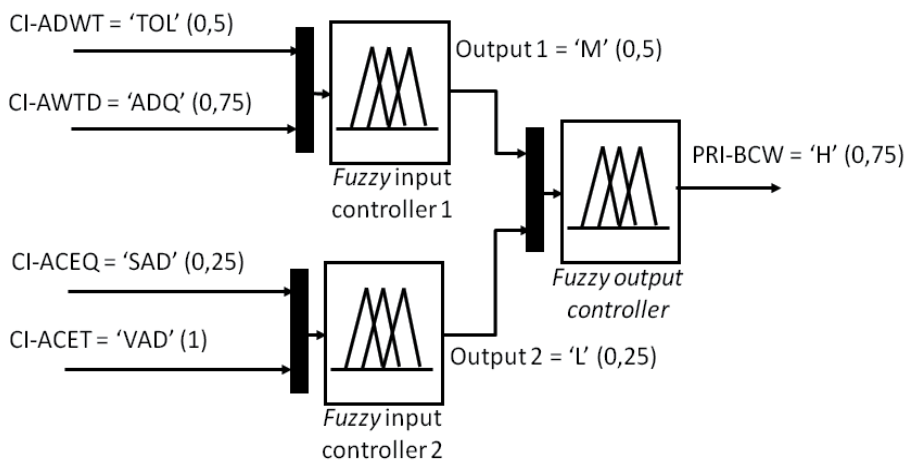 CI-ADWT = 'TOL' (0,5)
Output 1 = 'M' (0,5)
CI-AWTD = 'ADQ' (0,75)
Fuzzy input
controller 1
PRI-BCW = 'H' (0,75)
CI-ACEQ = 'SAD' (0,25)
Fuzzy output
controller
CI-ACET = 'VAD' (1)
Output 2 = 'L' (0,25)
Fuzzy input
controller 2